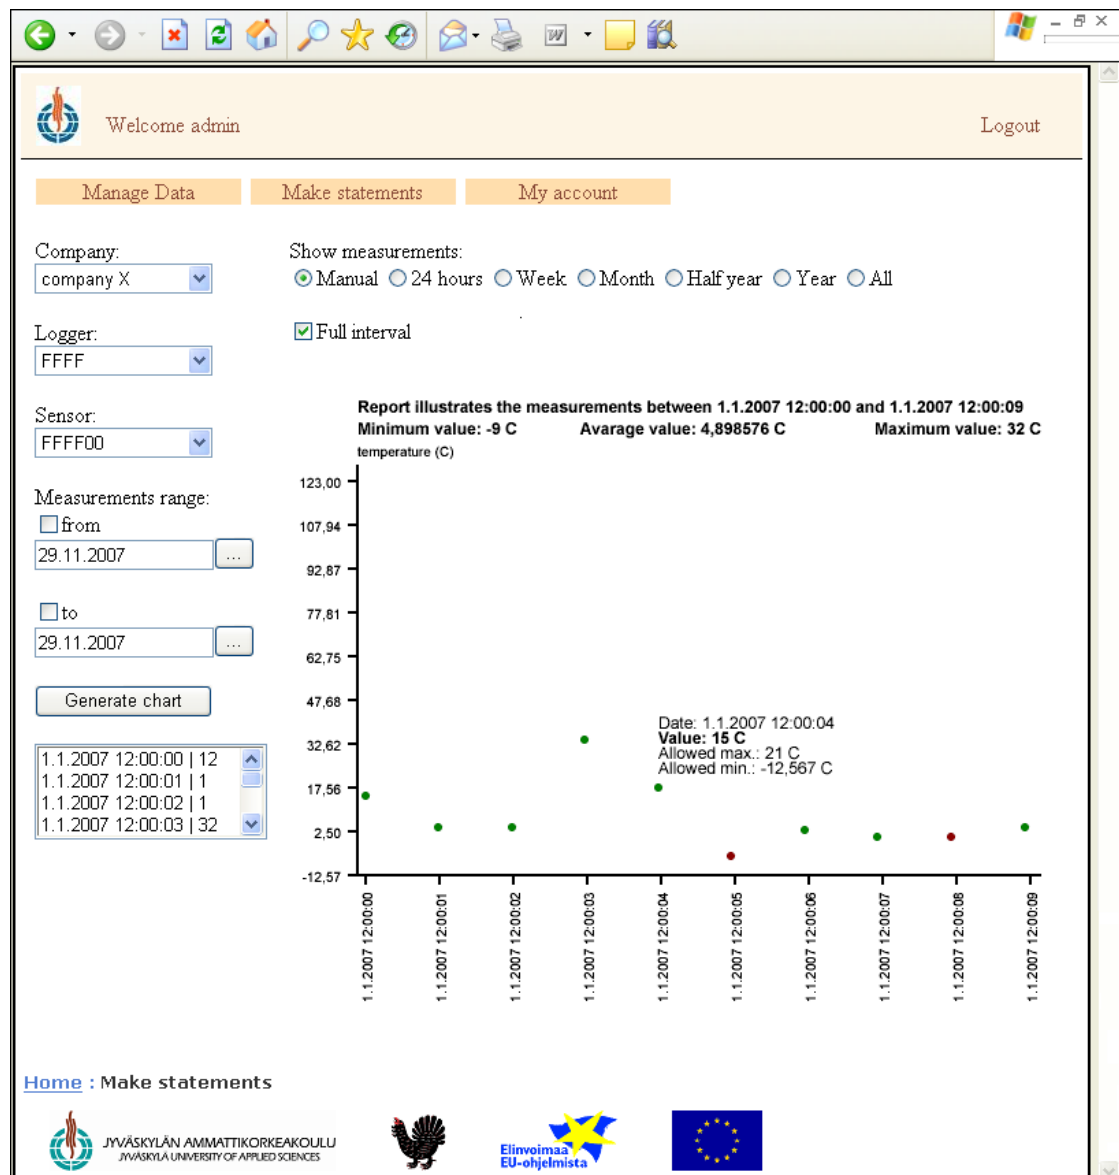 Welcome admin
Logout
Manage Data
Make statements
My account
Company:
company X
Show measurements:
Manual 24 hours Week Month Half year Year All
Full interval
Logger:
FFFF
Sensor:
FFFF00
Measurements range:
from
29.11.2007
...
to
29.11.2007
...
Generate chart
1.1.2007 12:00:00 | 12
1.1.2007 12:00:01 | 1
1.1.2007 12:00:02 | 1
1.1.2007 12:00:03 | 32
Report illustrates the measurements between 1.1.2007 12:00:00 and 1.1.2007 12:00:09
Minimum value: -9 C Avarage value: 4,898576 C Maximum value: 32 C
temperature (C)
123,00
107,94
92,87
77,81
62,75
47,68
32,62
17,56
2,50
-12,57
Date: 1.1.2007 12:00:04
Value: 15 C
Allowed max.: 21 C
Allowed min.: -12,567 C
1.1.2007 12:00:00
1.1.2007 12:00:01
1.1.2007 12:00:02
1.1.2007 12:00:03
1.1.2007 12:00:04
1.1.2007 12:00:05
1.1.2007 12:00:06
1.1.2007 12:00:07
1.1.2007 12:00:08
1.1.2007 12:00:09
Home : Make statements
JYVÄSKYLÄN AMMATTIKORKEAKOULU
JYVÄSKYLÄ UNIVERSITY OF APPLIED SCIENCES
Elinvoimaa
EU-ohjelmista